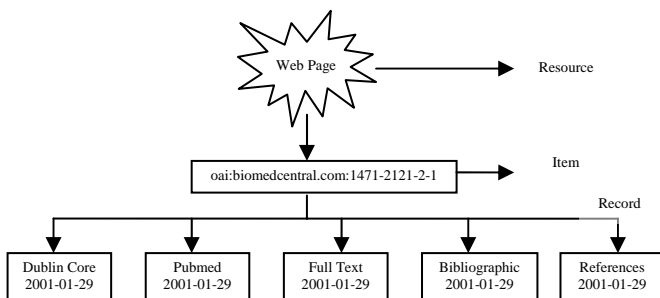 Web Page
Resource
oai:biomedcentral.com:1471-2121-2-1
Item
Record
Dublin Core
2001-01-29
Pubmed
2001-01-29
Full Text
2001-01-29
Bibliographic
2001-01-29
References
2001-01-29